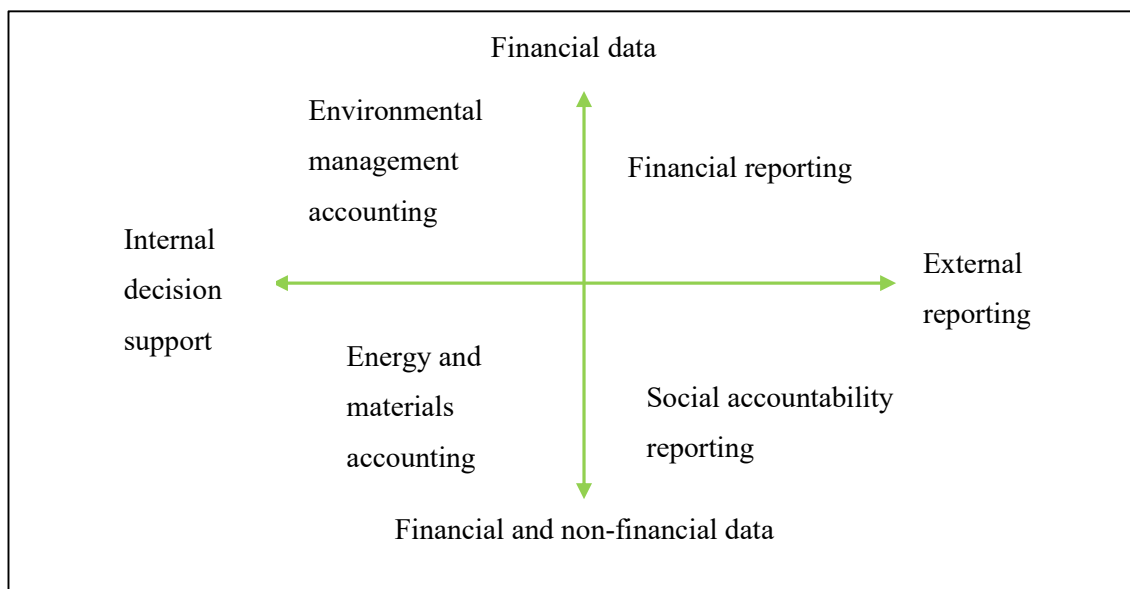 Financial data
Environmental
management
accounting
Financial reporting
Internal
decision
support
External
reporting
Energy and
materials
accounting
Social accountability
reporting
Financial and non-financial data